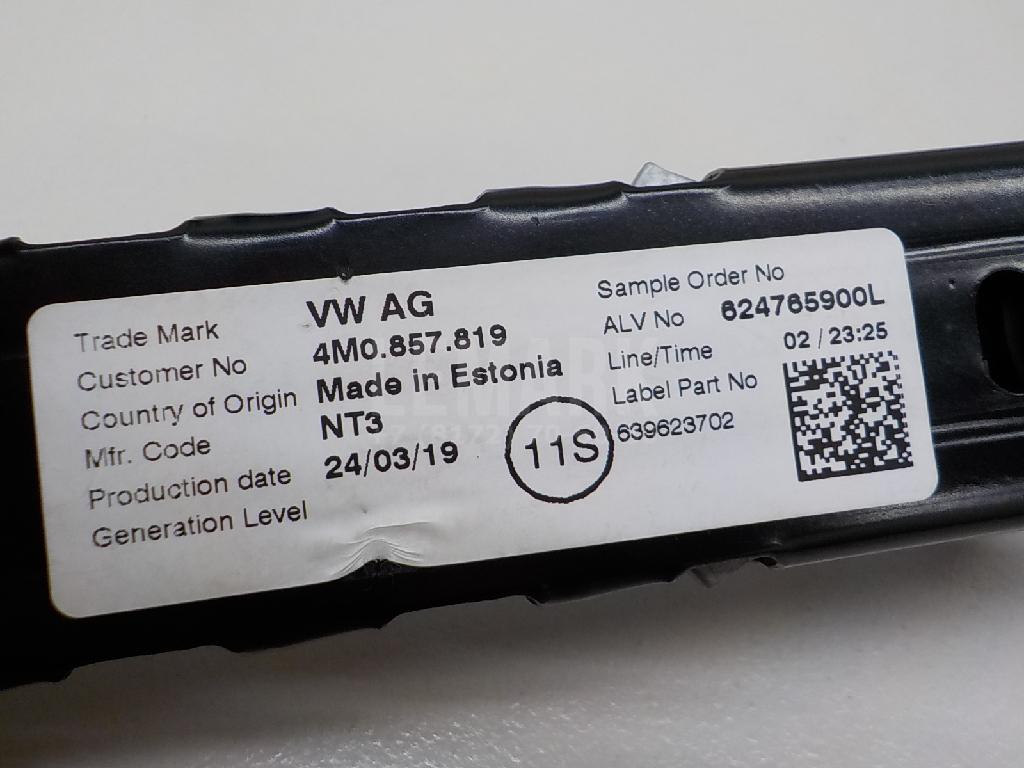 Trade Mark VW AG
Customer No 4M0.857.819
Country of Origin Made in Estonia
Mfr. Code NT3
Production date 24/03/19
Generation Level
11S
Sample Order No
ALV No 624765900L
Line/Time 02 / 23:25
Label Part No
639623702